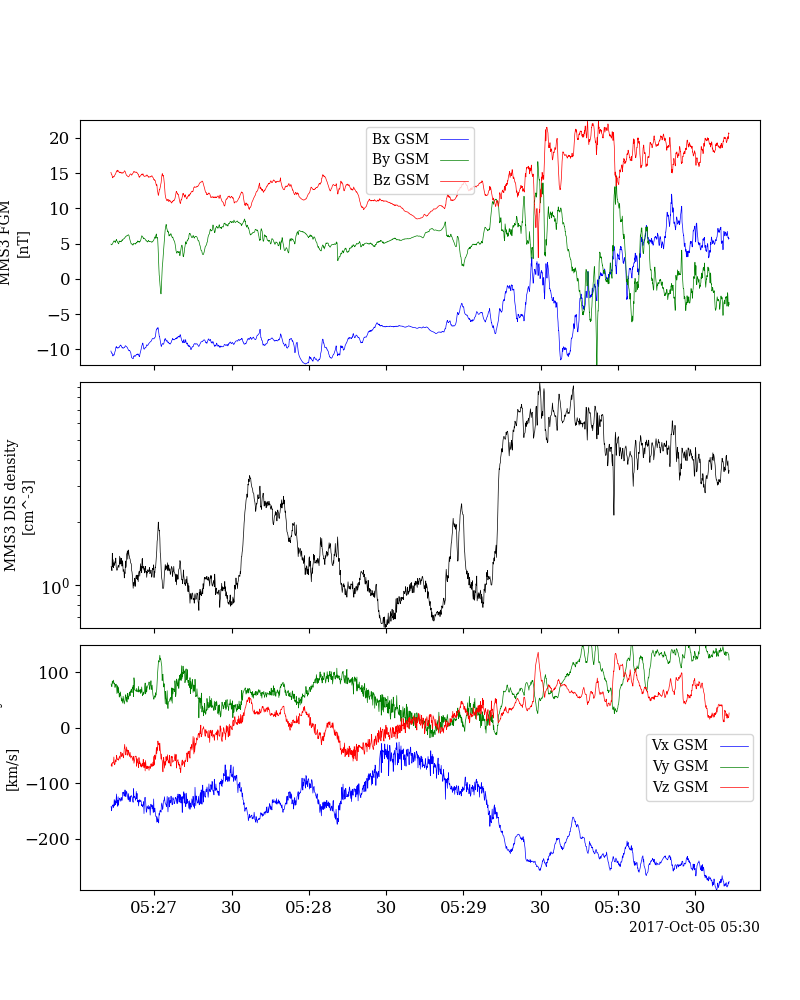 20
15
10
5
0
−5
−10
MMS3 FGM
[nT]
Bx GSM
By GSM
Bz GSM
10^0
MMS3 DIS density
[cm^-3]
100
0
−100
−200
[km/s]
Vx GSM
Vy GSM
Vz GSM
05:27 30 05:28 30 05:29 30 05:30 30
2017-Oct-05 05:30